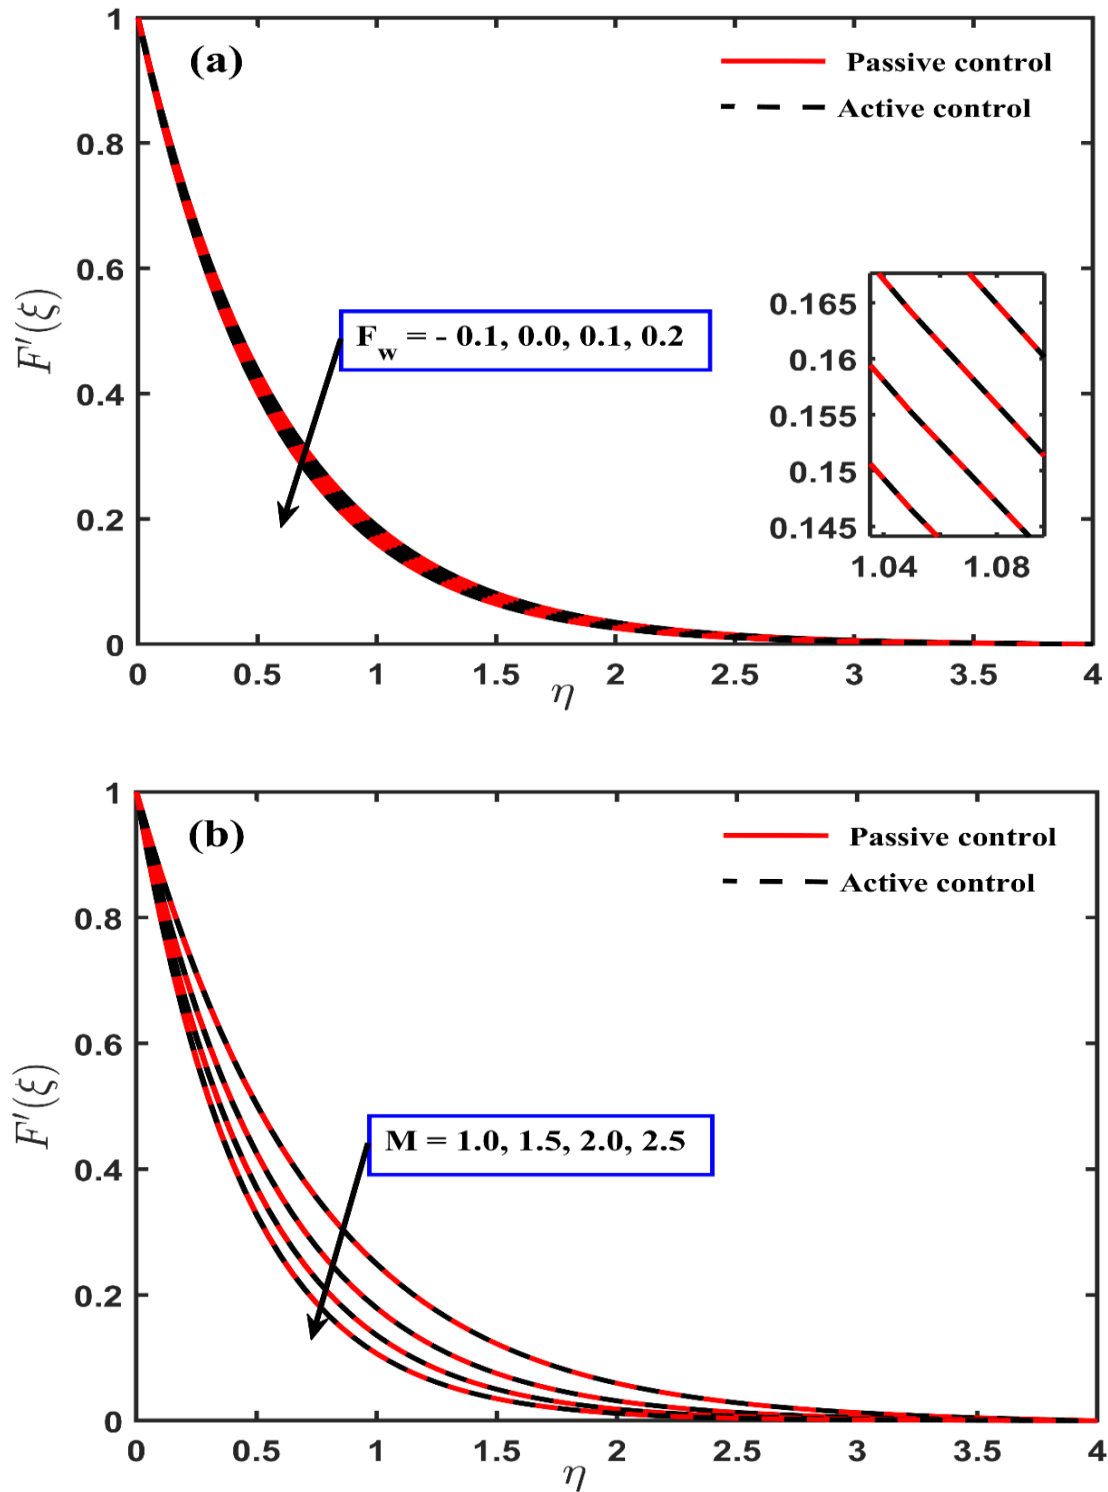 (a)
Passive control
Active control
1
0.8
0.6
0.4
0.2
0
F'(ξ)
F_w = - 0.1, 0.0, 0.1, 0.2
0.165
0.16
0.155
0.15
0.145
1.04 1.08
0 0.5 1 1.5 2 2.5 3 3.5 4
η
(b)
Passive control
Active control
1
0.8
0.6
0.4
0.2
0
F'(ξ)
M = 1.0, 1.5, 2.0, 2.5
0 0.5 1 1.5 2 2.5 3 3.5 4
η